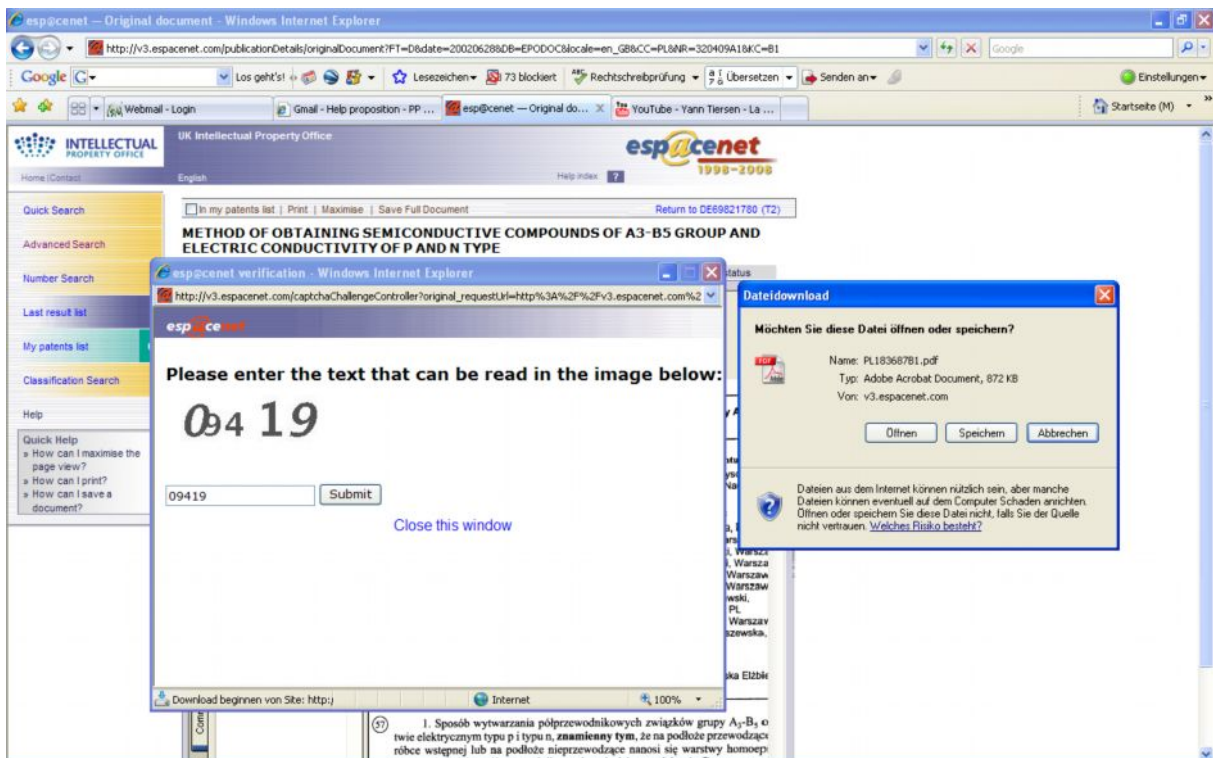 esp@cenet — Original document - Windows Internet Explorer
http://v3.espacenet.com/publicationDetails/originalDocument?FT=D&date=20020628&DB=EPODOC&locale=en_GB&CC=PL&NR=320409A1&KC=B1
Google
Google G Los geht's! Lesezeichen 73 blockiert Rechtschreibprüfung Übersetzen Senden an Einstellungen
Webmail - Login Gmail - Help proposition - PP ... esp@cenet — Original do... YouTube - Yann Tiersen - La ... Startseite (M)
INTELLECTUAL PROPERTY OFFICE
UK Intellectual Property Office
esp@cenet
1998-2008
Home | Contact
English
Help index ?
Quick Search
Advanced Search
Number Search
Last result list
My patents list
Classification Search
Help
Quick Help
» How can I maximise the
page view?
» How can I print?
» How can I save a
document?
In my patents list | Print | Maximise | Save Full Document
Return to DE69821780 (T2)
METHOD OF OBTAINING SEMICONDUCTIVE COMPOUNDS OF A3-B5 GROUP AND
ELECTRIC CONDUCTIVITY OF P AND N TYPE
esp@cenet verification - Windows Internet Explorer
http://v3.espacenet.com/captchaChallengeController?original_requestUrl=http%3A%2F%2Fv3.espacenet.com%2
esp@cenet
Please enter the text that can be read in the image below:
09419
09419
Submit
Close this window
Download beginnen von Site: http:/
Internet
100%
Dateidownload
Möchten Sie diese Datei öffnen oder speichern?
Name: PL183687B1.pdf
Typ: Adobe Acrobat Document, 872 KB
Von: v3.espacenet.com
Öffnen Speichern Abbrechen
Dateien aus dem Internet können nützlich sein, aber manche
Dateien können eventuell auf dem Computer Schaden anrichten.
Öffnen oder speichern Sie diese Datei nicht, falls Sie der Quelle
nicht vertrauen. Welches Risiko besteht?
(57) 1. Sposób wytwarzania półprzewodnikowych związków grupy A3-B5 o
twie elektrycznym typu p i typu n, znamienny tym, że na podłoże przewodzące
róbce wstępnej lub na podłoże nieprzewodzące nanosi się warstwy homoepi